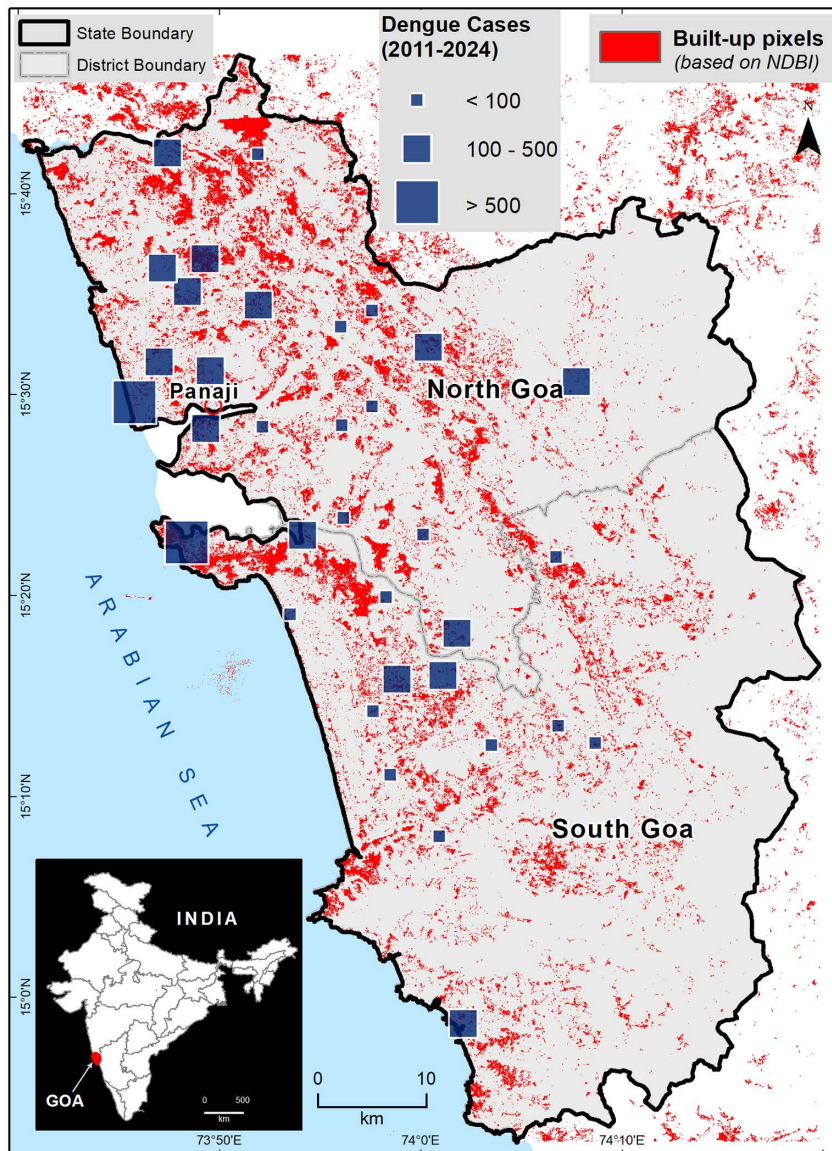 State Boundary
District Boundary
Dengue Cases
(2011-2024)
< 100
100 - 500
> 500
Built-up pixels
(based on NDBI)
N
15°40'
15°30'
15°20'
15°10'
15°0'
Panaji
North Goa
South Goa
ARABIAN SEA
INDIA
GOA
0 500
km
0 10
km
73°50'E
74°0'E
74°10'E